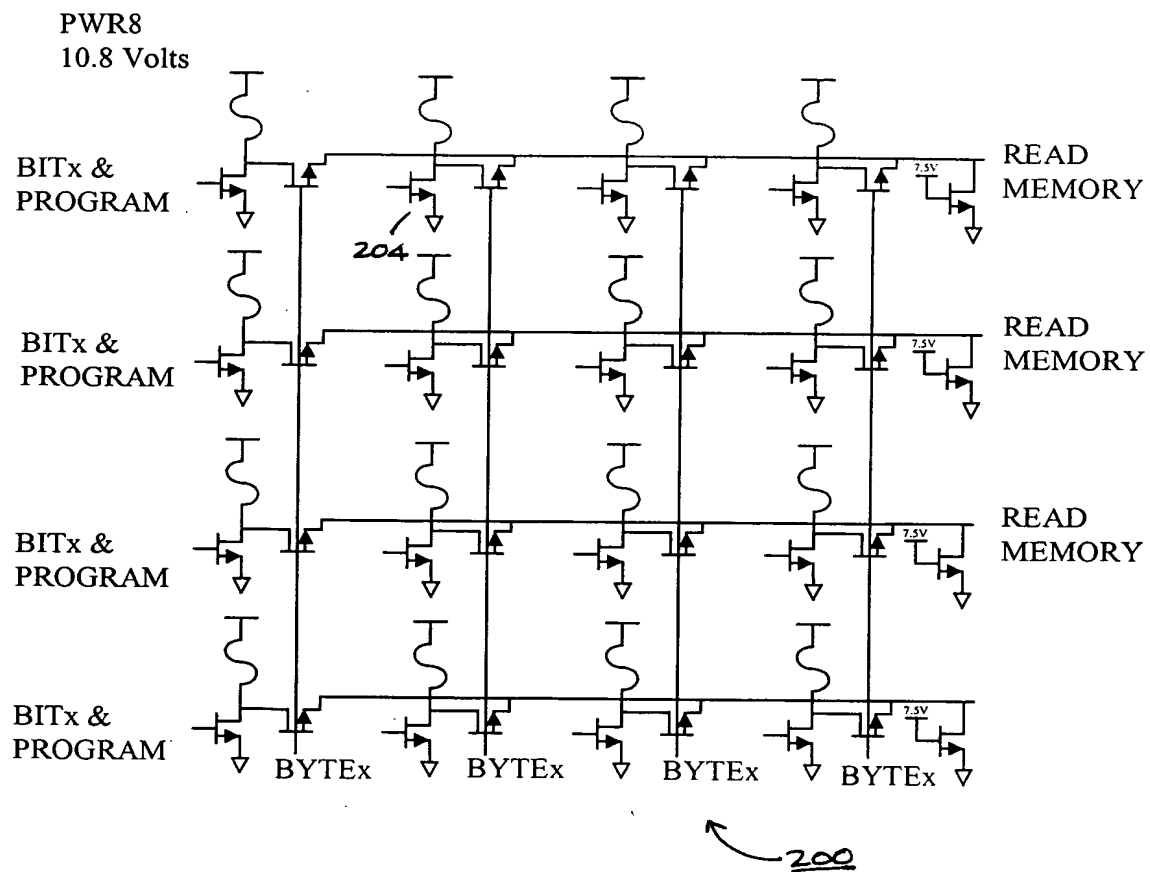 PWR8
10.8 Volts
BITx &
PROGRAM
204
7.5V
READ
MEMORY
BITx &
PROGRAM
7.5V
READ
MEMORY
BITx &
PROGRAM
7.5V
READ
MEMORY
BITx &
PROGRAM
7.5V
BYTEx BYTEx BYTEx BYTEx
200